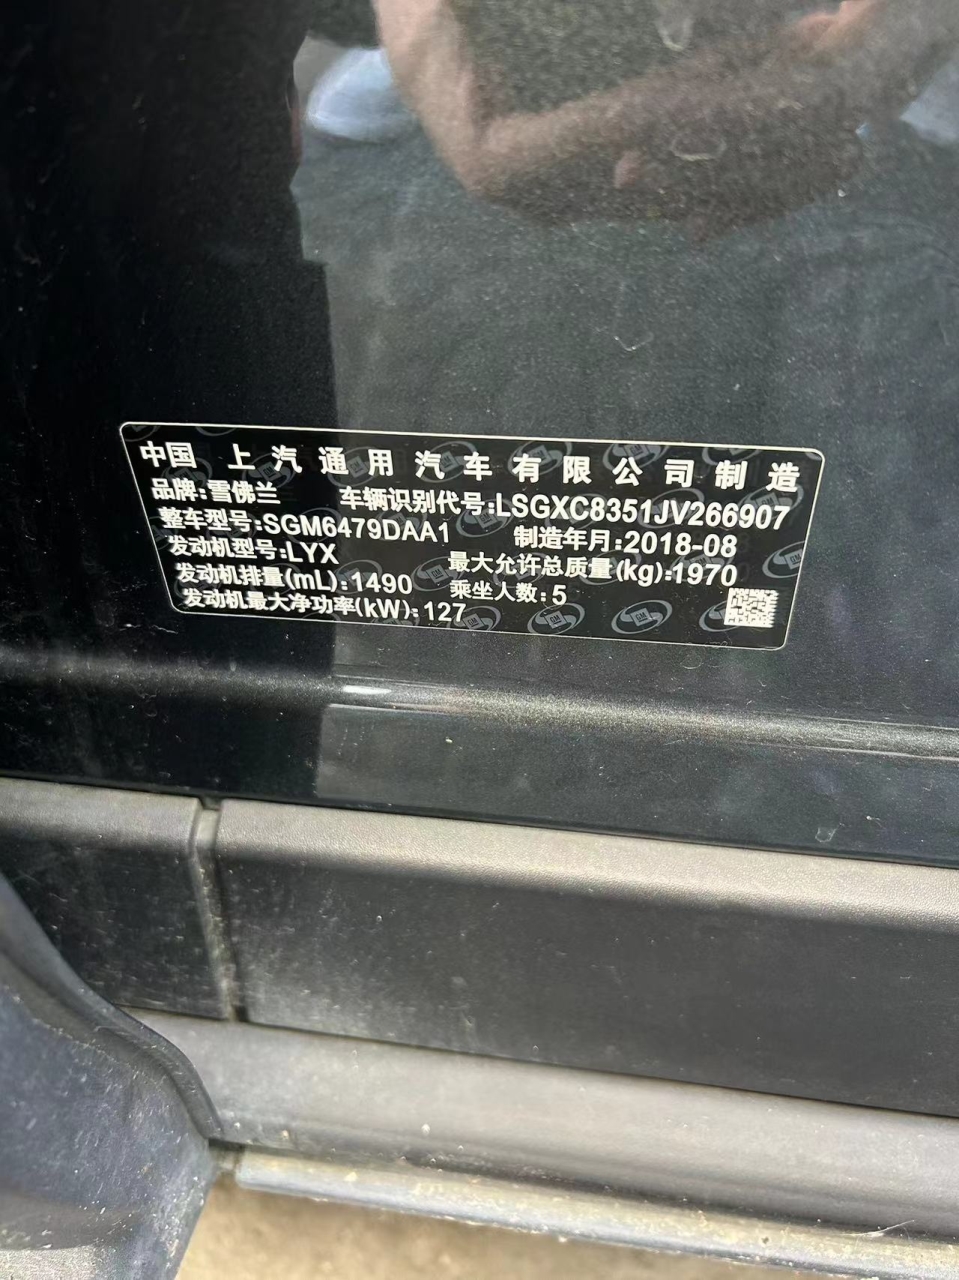 中国 上汽通用汽车有限公司制造
品牌:雪佛兰 车辆识别代号:LSGXC8351JV266907
整车型号:SGM6479DAA1 制造年月:2018-08
发动机型号:LYX 最大允许总质量(kg):1970
发动机排量(mL):1490 乘坐人数:5
发动机最大净功率(kW):127